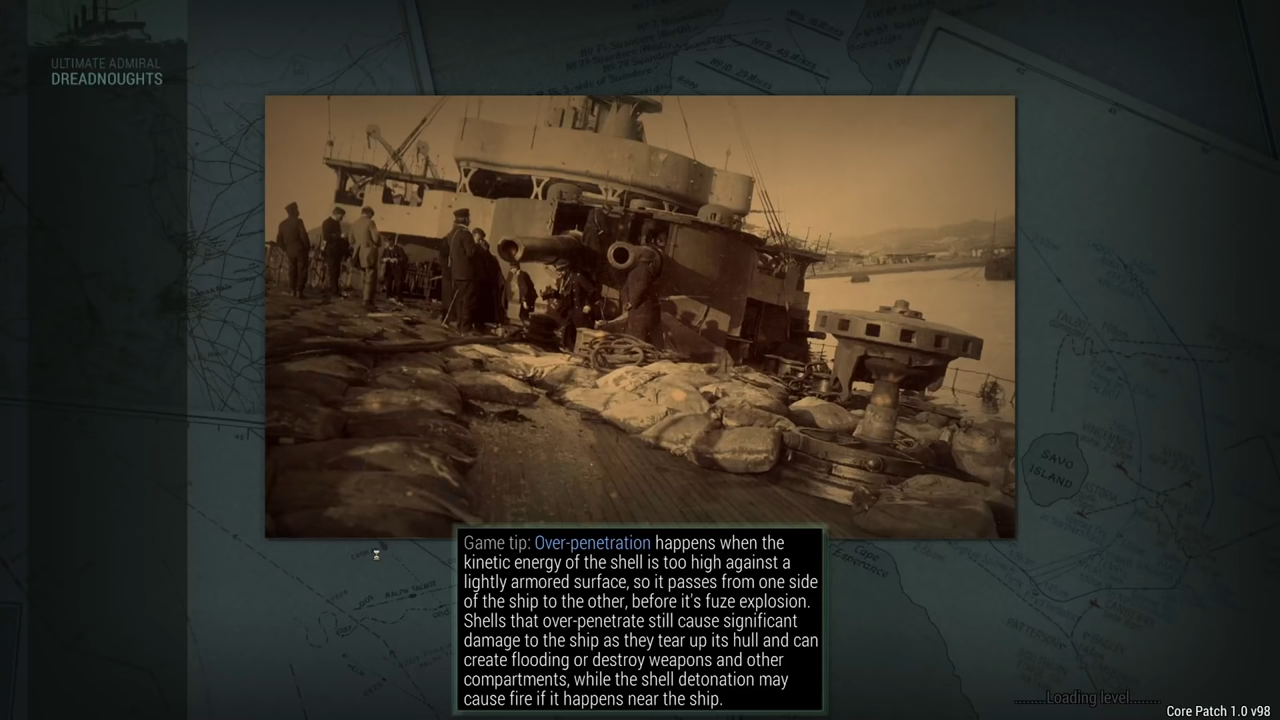 ULTIMATE ADMIRAL
DREADNOUGHTS
SAVO
ISLAND
Cape
Esperance
Game tip: Over-penetration happens when the
kinetic energy of the shell is too high against a
lightly armored surface, so it passes from one side
of the ship to the other, before it's fuze explosion.
Shells that over-penetrate still cause significant
damage to the ship as they tear up its hull and can
create flooding or destroy weapons and other
compartments, while the shell detonation may
cause fire if it happens near the ship.
........Loading level........
Core Patch 1.0 v98